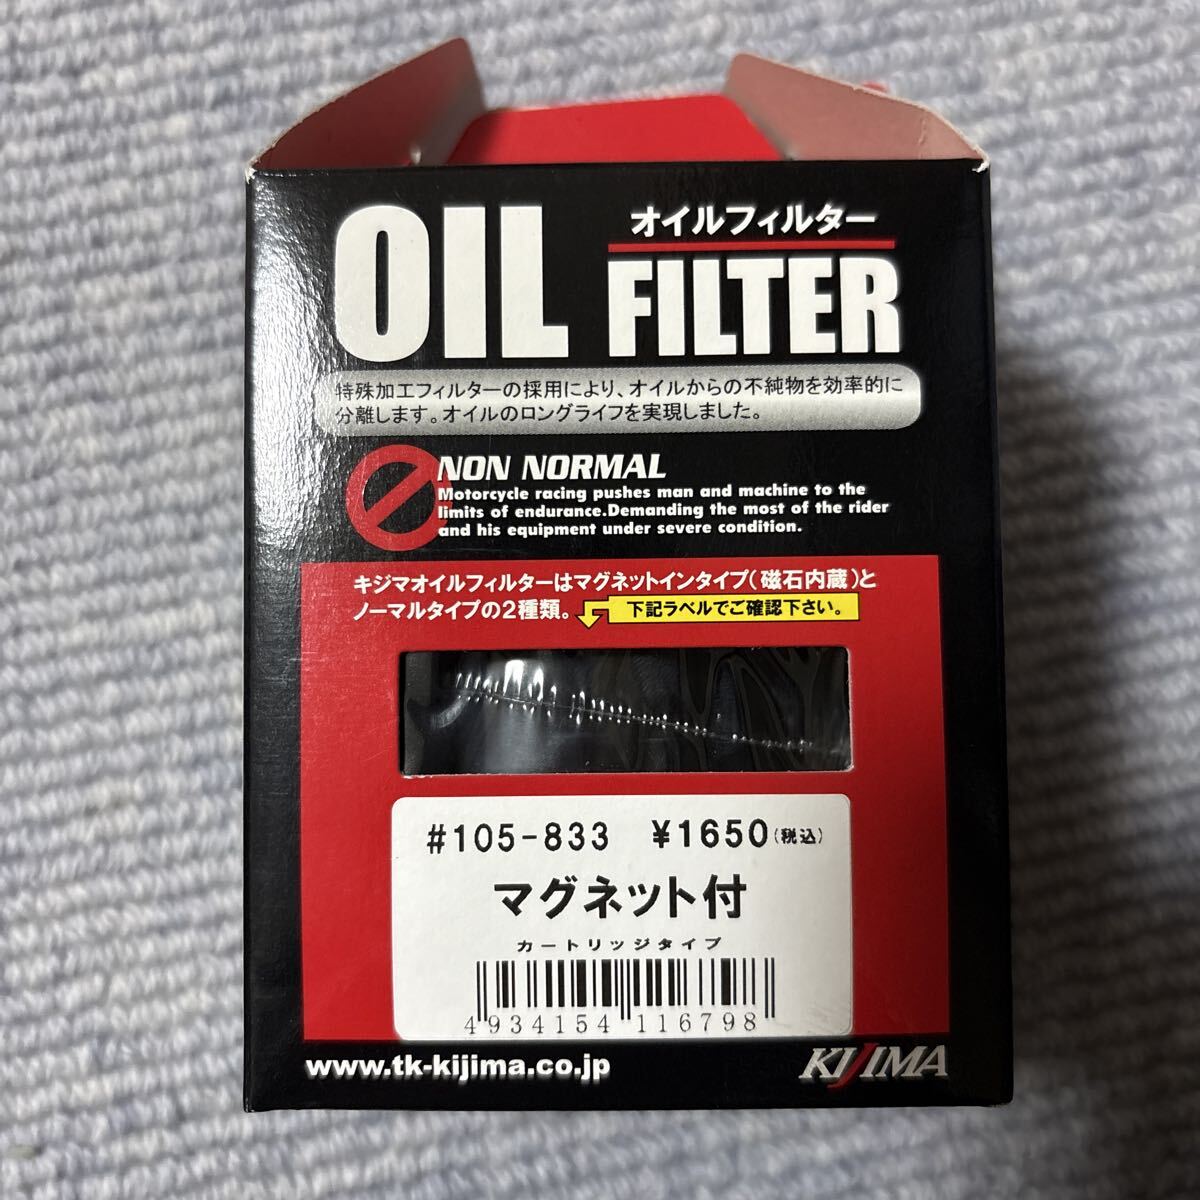 OIL
オイルフィルター
FILTER
特殊加工フィルターの採用により、オイルからの不純物を効率的に
分離します。オイルのロングライフを実現しました。
NON NORMAL
Motorcycle racing pushes man and machine to the
limits of endurance.Demanding the most of the rider
and his equipment under severe condition.
キジマオイルフィルターはマグネットインタイプ(磁石内蔵)と
ノーマルタイプの2種類。 下記ラベルでご確認下さい。
#105-833 ¥1650(税込)
マグネット付
カートリッジタイプ
4934154116798
www.tk-kijima.co.jp KIJIMA